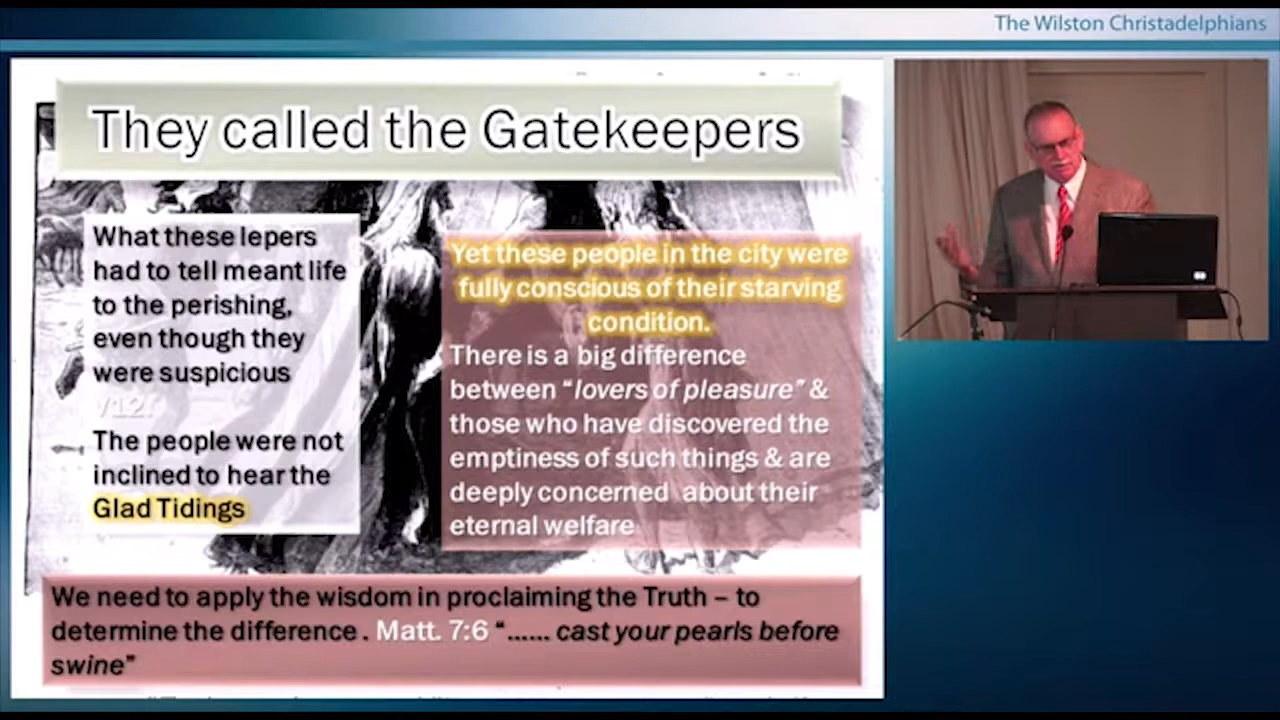 The Wilston Christadelphians
They called the Gatekeepers
What these lepers
had to tell meant life
to the perishing,
even though they
were suspicious
V12.
The people were not
inclined to hear the
Glad Tidings
Yet these people in the city were
fully conscious of their starving
condition.
There is a big difference
between “lovers of pleasure” &
those who have discovered the
emptiness of such things & are
deeply concerned about their
eternal welfare
We need to apply the wisdom in proclaiming the Truth – to
determine the difference . Matt. 7:6 “...... cast your pearls before
swine”